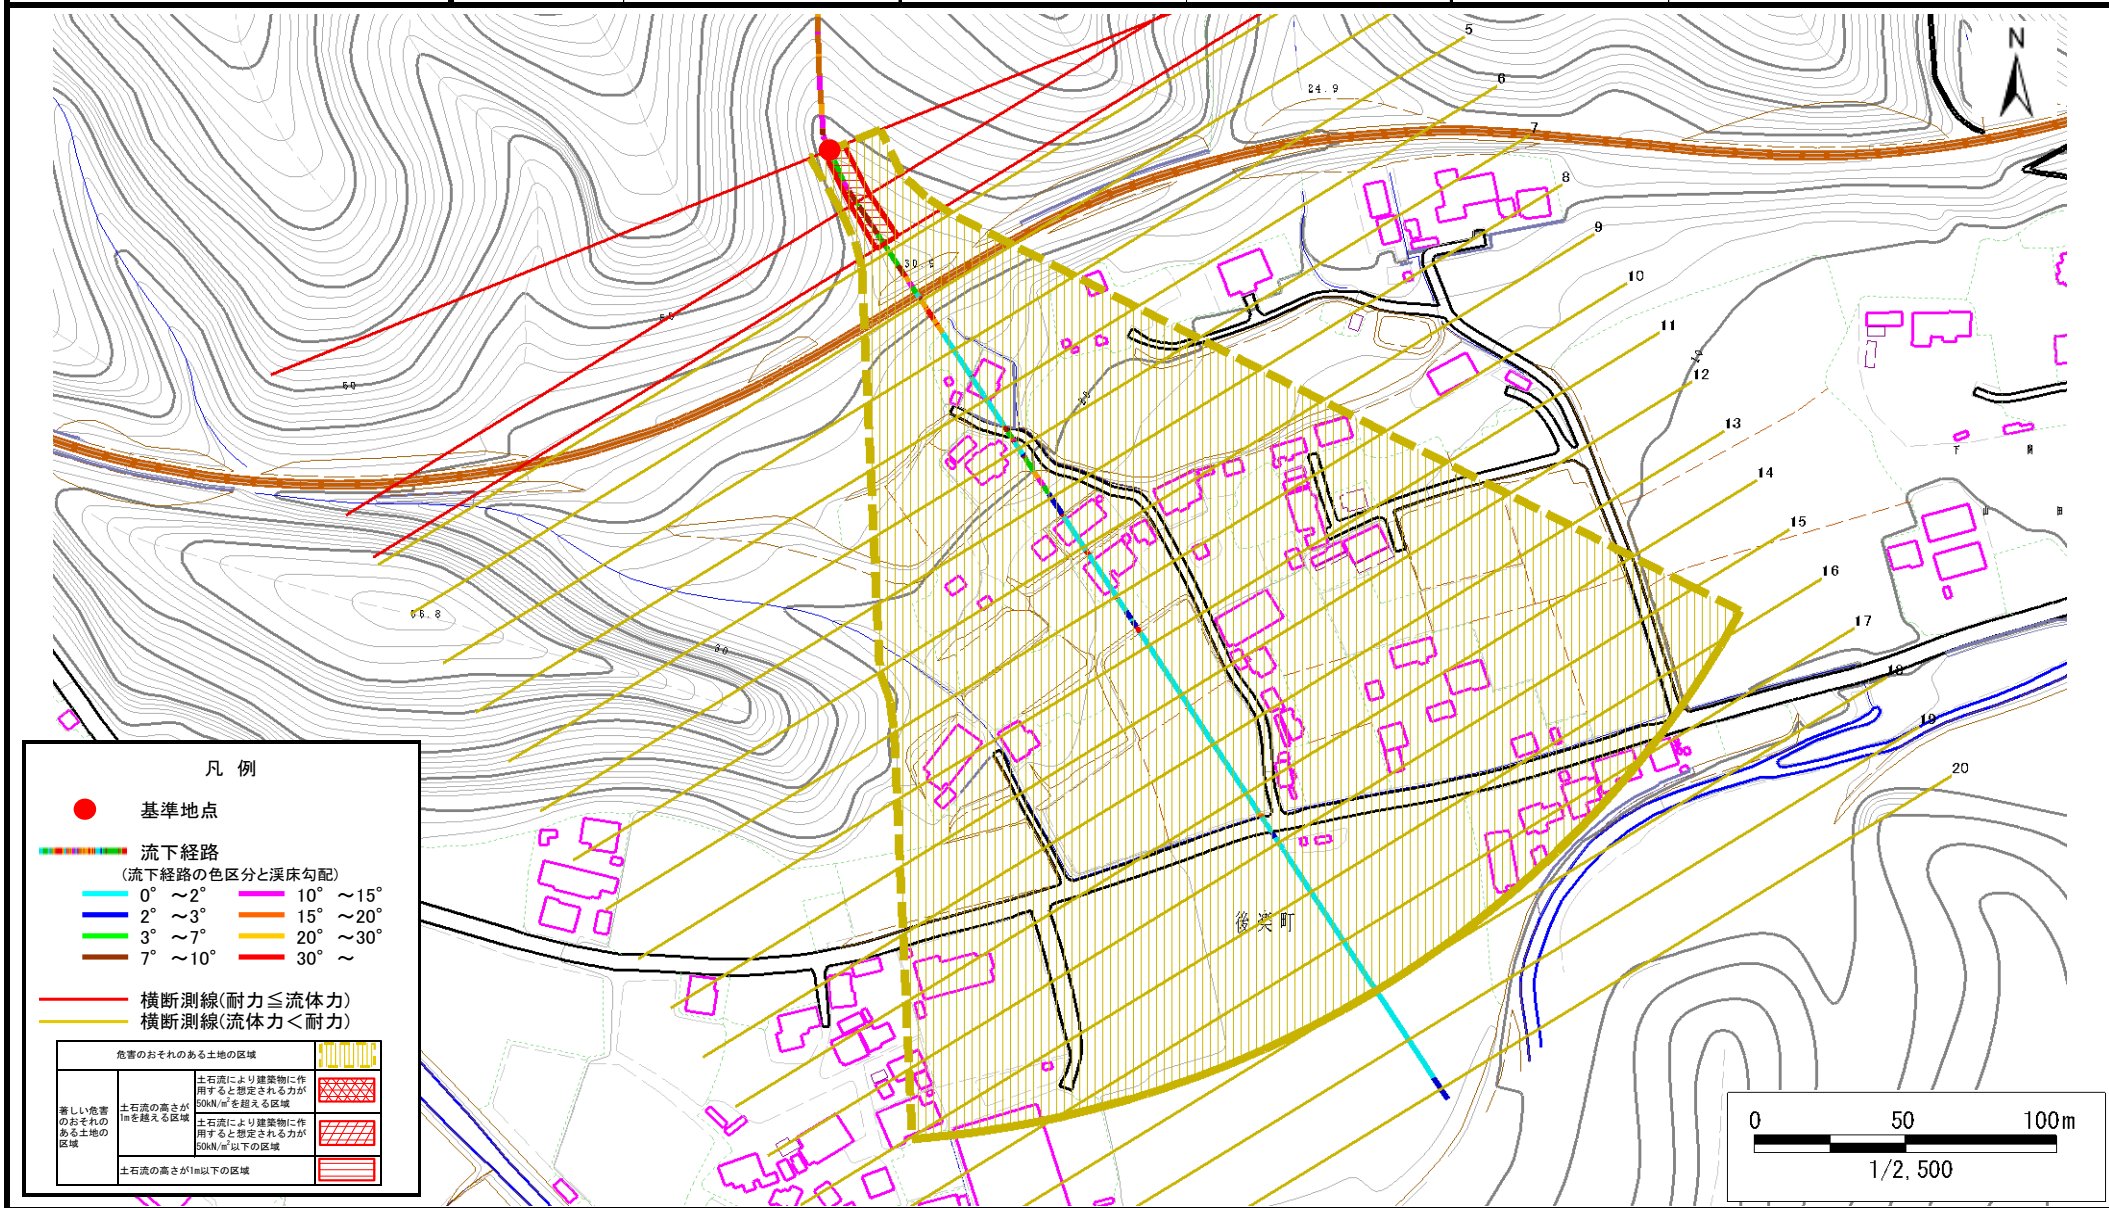 N
5
6
24.9
7
8
9
10
11
12
13
14
15
16
17
18
19
20
50
56.8
30
後楽町
凡 例
基準地点
流下経路
(流下経路の色区分と渓床勾配)
0° ～2° 10° ～15°
2° ～3° 15° ～20°
3° ～7° 20° ～30°
7° ～10° 30° ～
横断測線(耐力≦流体力)
横断測線(流体力＜耐力)
危害のおそれのある土地の区域
著しい危害
のおそれの
ある土地の
区域
土石流の高さが
1mを越える区域
土石流により建築物に作
用すると想定される力が
50kN/㎡を超える区域
土石流により建築物に作
用すると想定される力が
50kN/㎡以下の区域
土石流の高さが1m以下の区域
0 50 100m
1/2,500